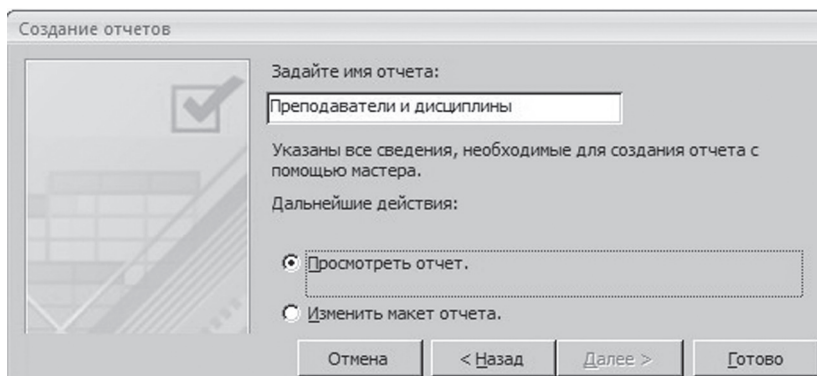 Создание отчетов
Задайте имя отчета:
Преподаватели и дисциплины
Указаны все сведения, необходимые для создания отчета с
помощью мастера.
Дальнейшие действия:
Просмотреть отчет.
Изменить макет отчета.
Отмена < Назад Далее > Готово